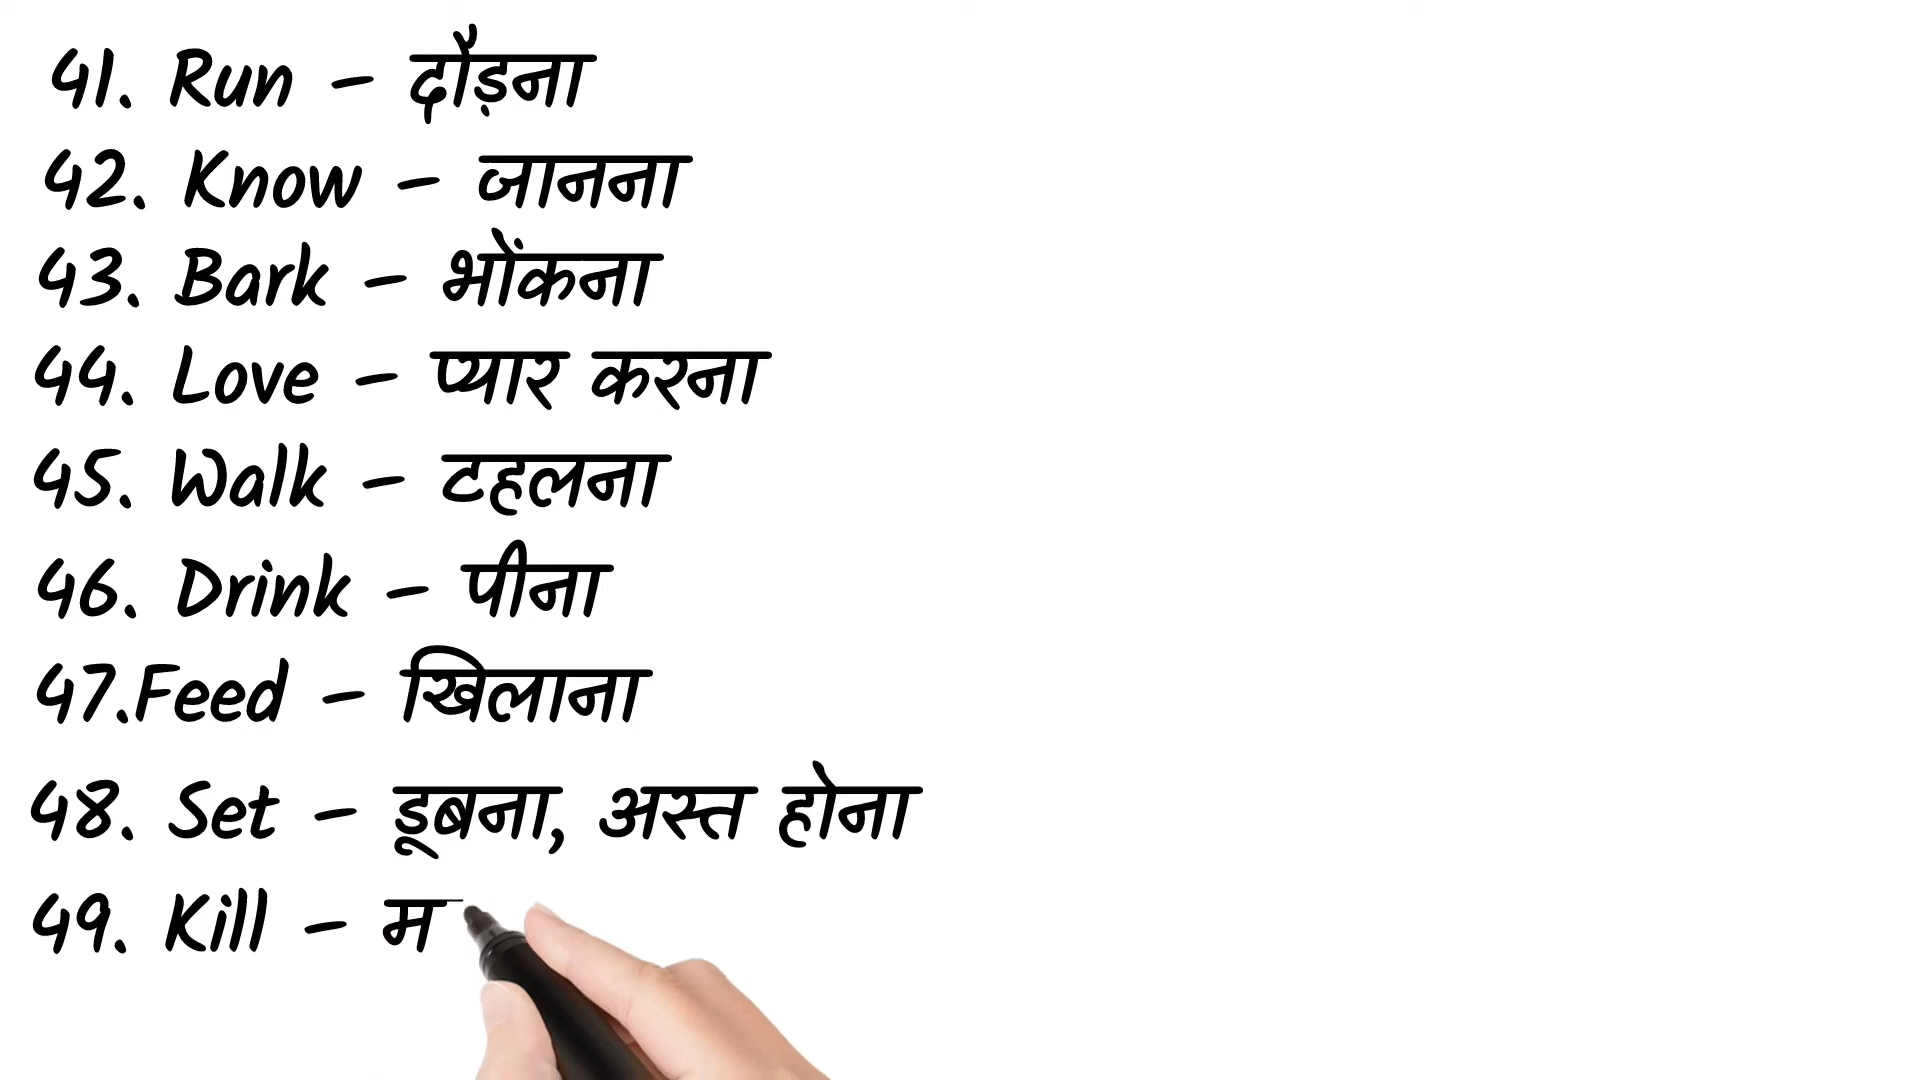 41. Run - दौड़ना
42. Know - जानना
43. Bark - भोंकना
44. Love - प्यार करना
45. Walk - टहलना
46. Drink - पीना
47.Feed - खिलाना
48. Set - डूबना, अस्त होना
49. Kill - म